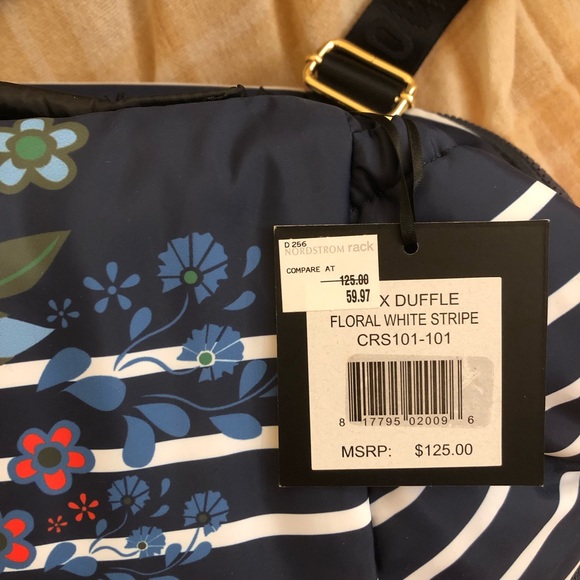 D 256
NORDSTROM rack
COMPARE AT
125.00
59.97
X DUFFLE
FLORAL WHITE STRIPE
CRS101-101
8 17795 02009 6
MSRP: $125.00